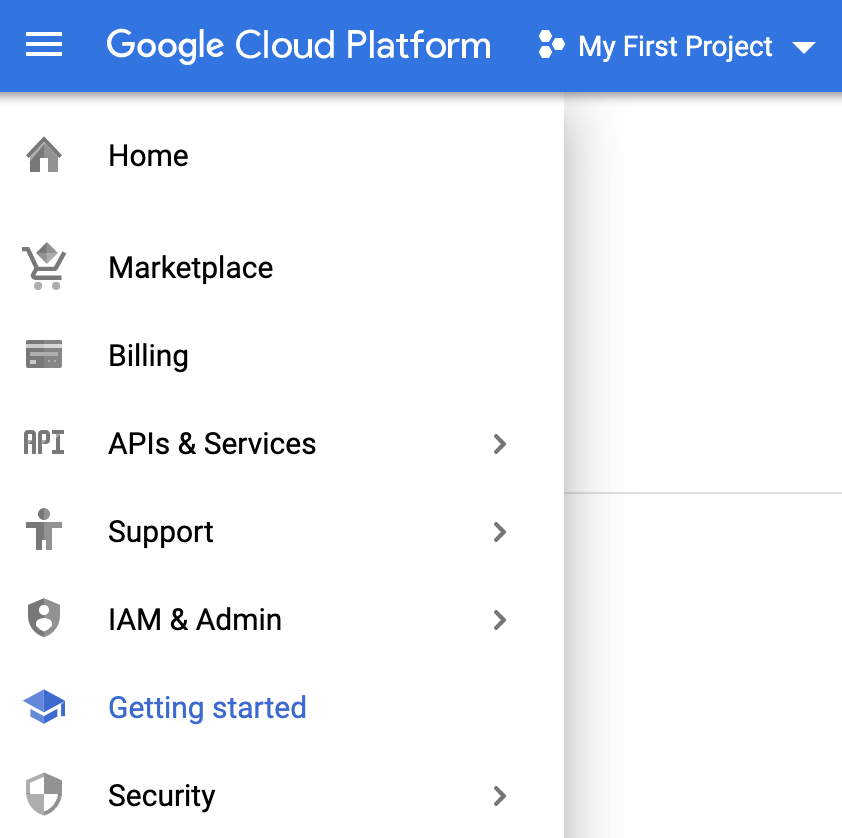 Google Cloud Platform My First Project
Home
Marketplace
Billing
API APIs & Services
Support
IAM & Admin
Getting started
Security